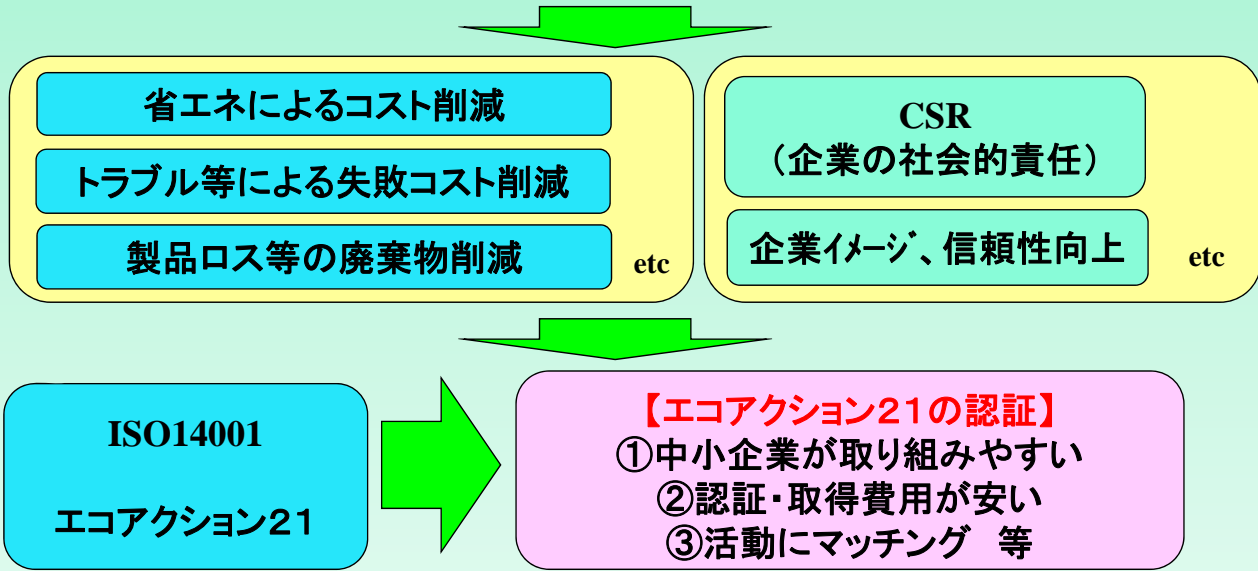 省エネによるコスト削減
トラブル等による失敗コスト削減
製品ロス等の廃棄物削減
etc
CSR
（企業の社会的責任）
企業ｲﾒｰｼﾞ、信頼性向上
etc
ISO14001
エコアクション２１
【エコアクション２１の認証】
①中小企業が取り組みやすい
②認証・取得費用が安い
③活動にマッチング　等